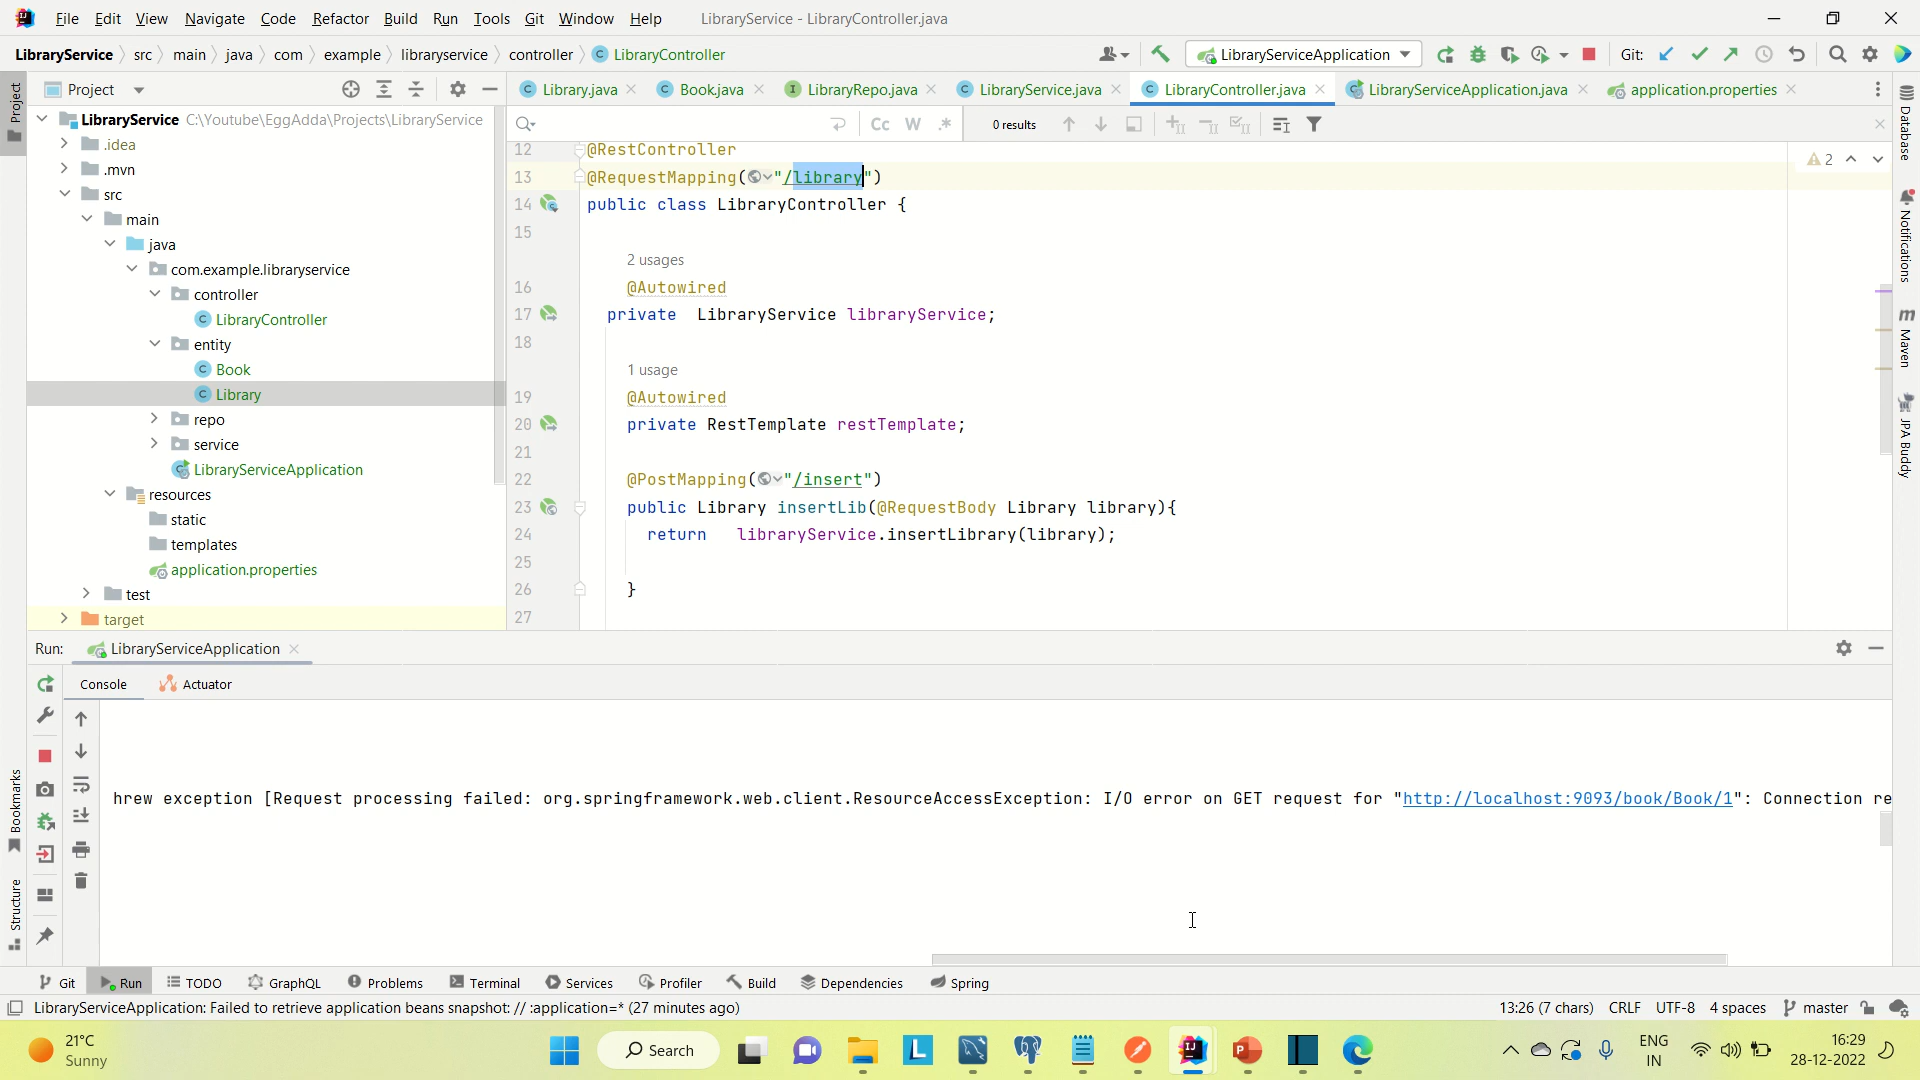 File Edit View Navigate Code Refactor Build Run Tools Git Window Help LibraryService - LibraryController.java
LibraryService src main java com example libraryservice controller LibraryController LibraryServiceApplication Git:
Project Library.java Book.java LibraryRepo.java LibraryService.java LibraryController.java LibraryServiceApplication.java application.properties
Cc W .* 0 results
LibraryService C:\Youtube\EggAdda\Projects\LibraryService
.idea
.mvn
src
main
java
com.example.libraryservice
controller
LibraryController
entity
Book
Library
repo
service
LibraryServiceApplication
resources
static
templates
application.properties
test
target
12 @RestController
13 @RequestMapping("/library")
14 public class LibraryController {
15
2 usages
16 @Autowired
17 private LibraryService libraryService;
18
1 usage
19 @Autowired
20 private RestTemplate restTemplate;
21
22 @PostMapping("/insert")
23 public Library insertLib(@RequestBody Library library){
24 return libraryService.insertLibrary(library);
25
26 }
27
2
Project
Bookmarks
Structure
Database
Notifications
Maven
JPA Buddy
Run: LibraryServiceApplication
Console Actuator
hrew exception [Request processing failed: org.springframework.web.client.ResourceAccessException: I/O error on GET request for "http://localhost:9093/book/Book/1": Connection re
Git Run TODO GraphQL Problems Terminal Services Profiler Build Dependencies Spring
LibraryServiceApplication: Failed to retrieve application beans snapshot: // :application=* (27 minutes ago) 13:26 (7 chars) CRLF UTF-8 4 spaces master
21°C
Sunny
Search
ENG
IN
16:29
28-12-2022